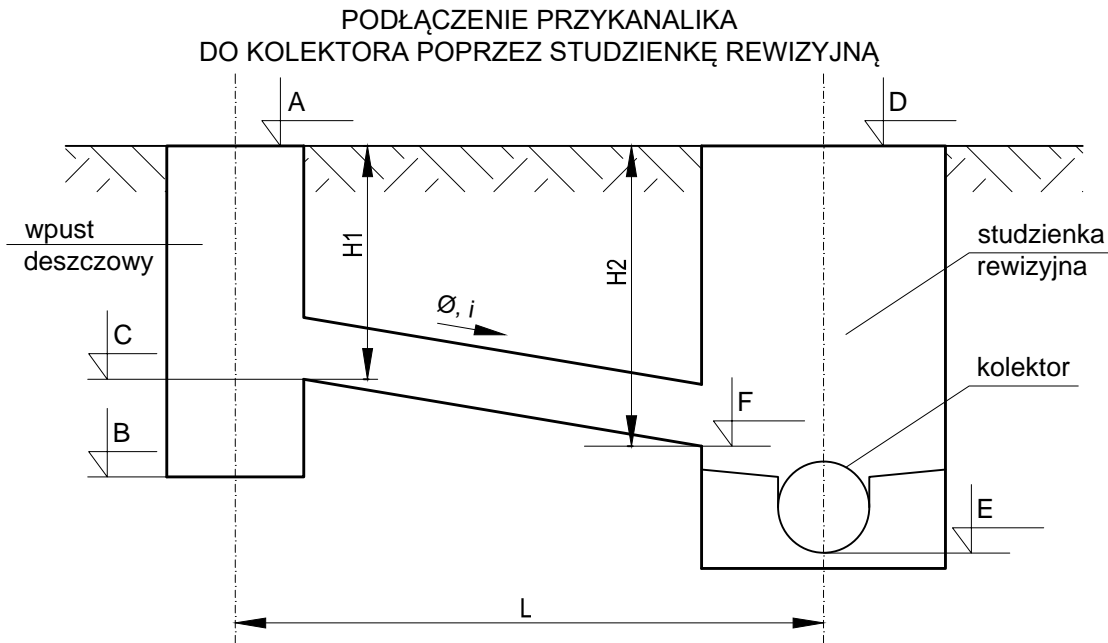 PODŁĄCZENIE PRZYKANALIKA
DO KOLEKTORA POPRZEZ STUDZIENKĘ REWIZYJNĄ
A
D
wpust
deszczowy
H1
H2
studzienka
rewizyjna
Ø, i
C
kolektor
F
B
E
L